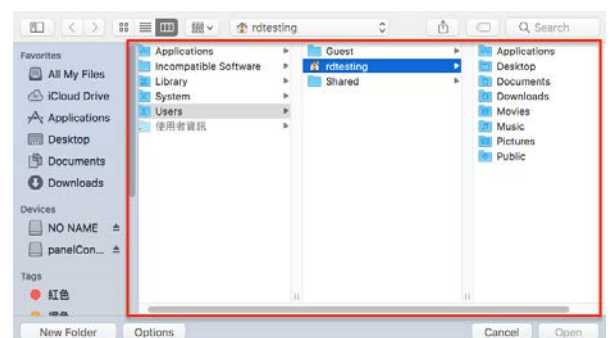 rdtesting
Search
Favorites
All My Files
iCloud Drive
Applications
Desktop
Documents
Downloads
Devices
NO NAME
panelCon...
Tags
紅色
Applications
Incompatible Software
Library
System
Users
使用者資訊
Guest
rdtesting
Shared
Applications
Desktop
Documents
Downloads
Movies
Music
Pictures
Public
New Folder
Options
Cancel
Open